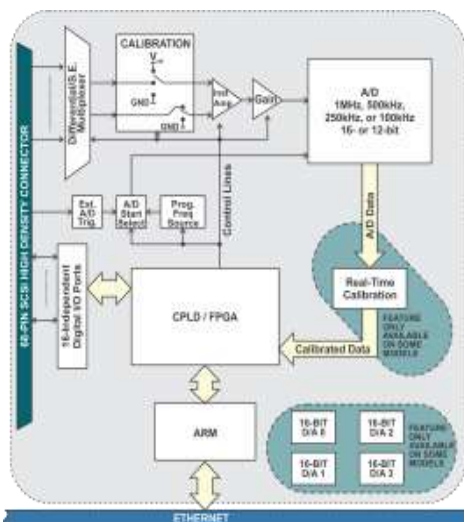 68-PIN SCSI HIGH DENSITY CONNECTOR
Differential/S.E.
Multiplexer
CALIBRATION
GND
GND
Inst
Amp
Gain
A/D
1MHz, 500kHz,
250kHz, or 100kHz
16- or 12-bit
Ext.
A/D
Trig.
A/D
Start
Select
Prog.
Freq
Source
Control Lines
A/D Data
16-Independent
Digital I/O Ports
CPLD / FPGA
Real-Time
Calibration
Calibrated Data
FEATURE
ONLY
AVAILABLE
ON SOME
MODELS
ARM
16-BIT
D/A 0
16-BIT
D/A 2
16-BIT
D/A 1
16-BIT
D/A 3
FEATURE
ONLY
AVAILABLE
ON SOME
MODELS
ETHERNET